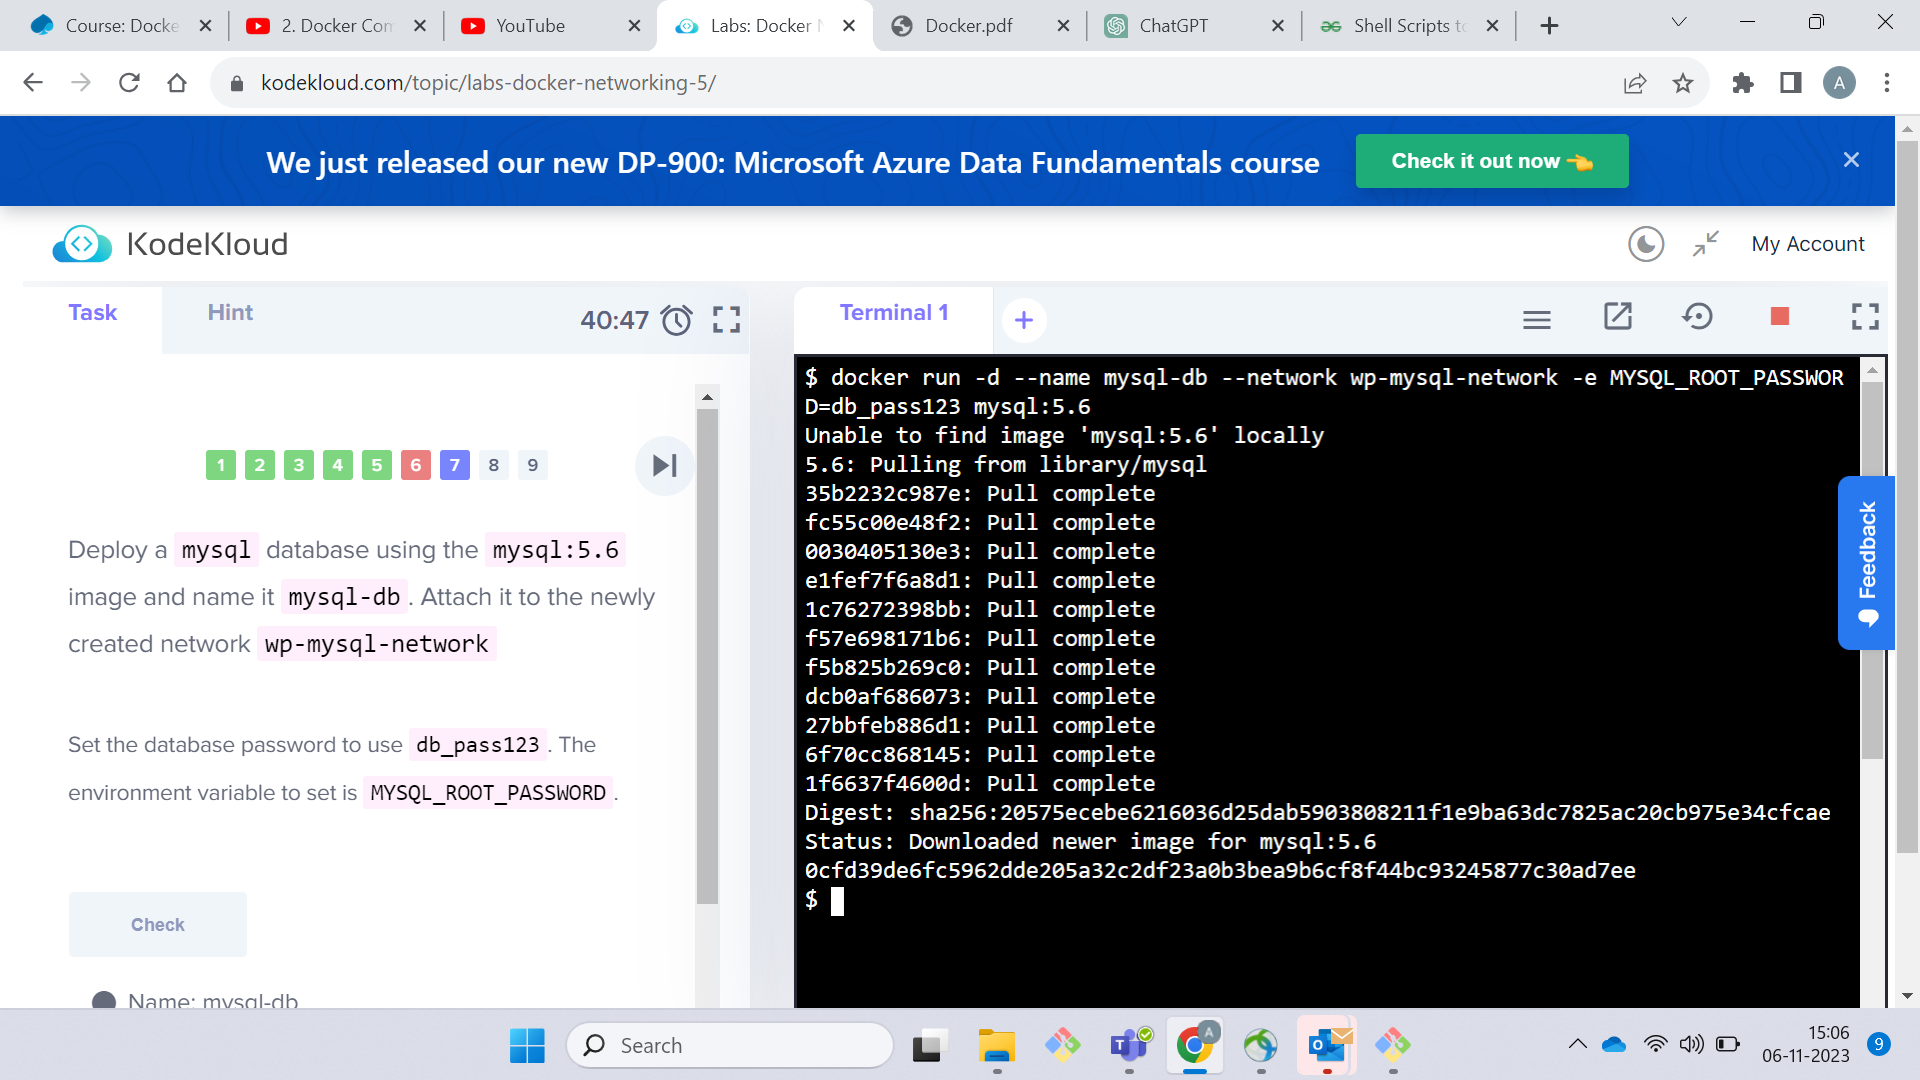 Course: Docke
2. Docker Con
YouTube
Labs: Docker N
Docker.pdf
ChatGPT
Shell Scripts to
kodekloud.com/topic/labs-docker-networking-5/
A
We just released our new DP-900: Microsoft Azure Data Fundamentals course
Check it out now
KodeKloud
My Account
Task
Hint
40:47
Terminal 1
1 2 3 4 5 6 7 8 9
Deploy a mysql database using the mysql:5.6
image and name it mysql-db . Attach it to the newly
created network wp-mysql-network
Set the database password to use db_pass123 . The
environment variable to set is MYSQL_ROOT_PASSWORD .
Check
Name: mysql-db
$ docker run -d --name mysql-db --network wp-mysql-network -e MYSQL_ROOT_PASSWOR
D=db_pass123 mysql:5.6
Unable to find image 'mysql:5.6' locally
5.6: Pulling from library/mysql
35b2232c987e: Pull complete
fc55c00e48f2: Pull complete
0030405130e3: Pull complete
e1fef7f6a8d1: Pull complete
1c76272398bb: Pull complete
f57e698171b6: Pull complete
f5b825b269c0: Pull complete
dcb0af686073: Pull complete
27bbfeb886d1: Pull complete
6f70cc868145: Pull complete
1f6637f4600d: Pull complete
Digest: sha256:20575ecebe6216036d25dab5903808211f1e9ba63dc7825ac20cb975e34cfcae
Status: Downloaded newer image for mysql:5.6
0cfd39de6fc5962dde205a32c2df23a0b3bea9b6cf8f44bc93245877c30ad7ee
$
Feedback
Search
A
15:06
06-11-2023
9